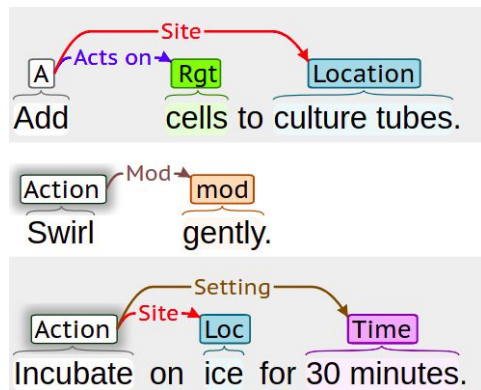 Site
Acts on
A Rgt Location
Add cells to culture tubes.
Mod
Action mod
Swirl gently.
Setting
Site
Action Loc Time
Incubate on ice for 30 minutes.